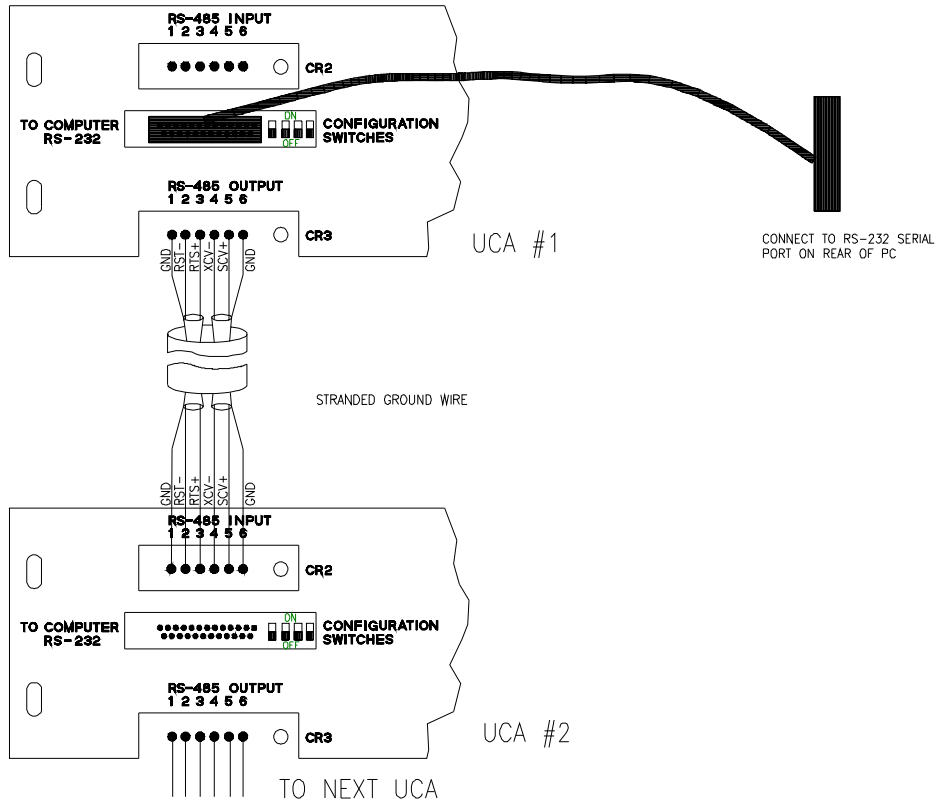 RS-485 INPUT
1 2 3 4 5 6
CR2
TO COMPUTER
RS-232
ON
OFF
CONFIGURATION
SWITCHES
RS-485 OUTPUT
1 2 3 4 5 6
CR3
UCA #1
CONNECT TO RS-232 SERIAL
PORT ON REAR OF PC
GND
RST-
RTS+
XCV-
SCV+
GND
STRANDED GROUND WIRE
GND
RST-
RTS+
XCV-
SCV+
GND
RS-485 INPUT
1 2 3 4 5 6
CR2
TO COMPUTER
RS-232
ON
OFF
CONFIGURATION
SWITCHES
RS-485 OUTPUT
1 2 3 4 5 6
CR3
UCA #2
TO NEXT UCA